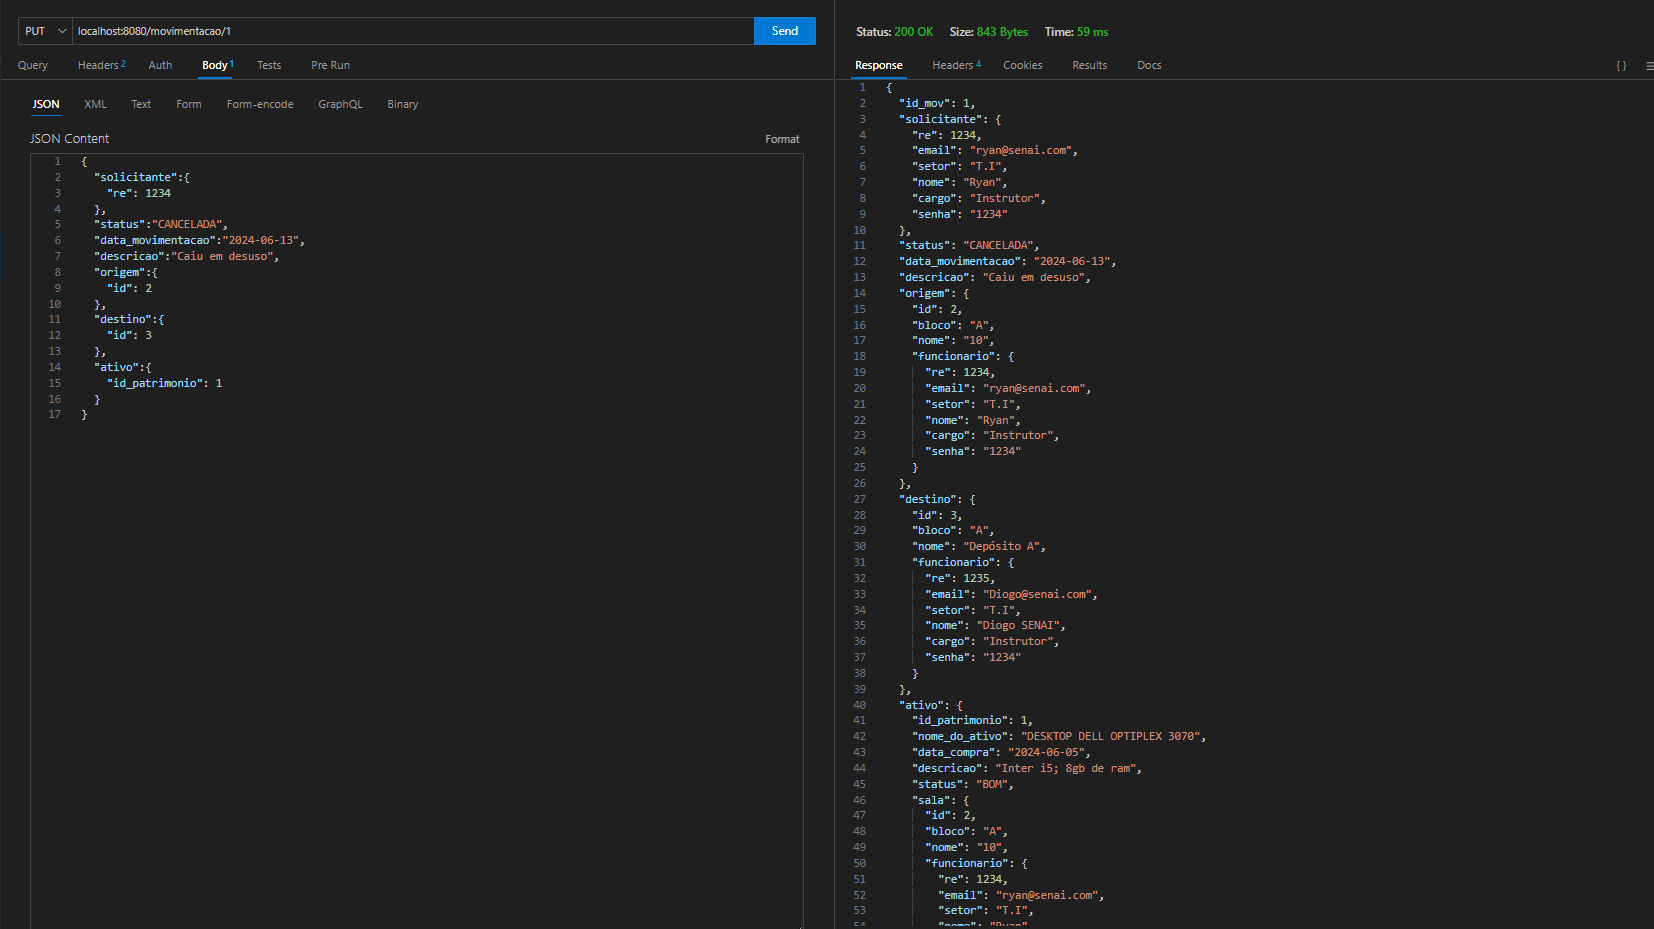 PUT localhost:8080/movimentacao/1 Send
Query Headers 2 Auth Body 1 Tests Pre Run
JSON XML Text Form Form-encode GraphQL Binary
JSON Content Format
1 {
2 "solicitante":{
3 "re": 1234
4 },
5 "status":"CANCELADA",
6 "data_movimentacao":"2024-06-13",
7 "descricao":"Caiu em desuso",
8 "origem":{
9 "id": 2
10 },
11 "destino":{
12 "id": 3
13 },
14 "ativo":{
15 "id_patrimonio": 1
16 }
17 }
Status: 200 OK Size: 843 Bytes Time: 59 ms
Response Headers 4 Cookies Results Docs { }
1 {
2 "id_mov": 1,
3 "solicitante": {
4 "re": 1234,
5 "email": "ryan@senai.com",
6 "setor": "T.I",
7 "nome": "Ryan",
8 "cargo": "Instrutor",
9 "senha": "1234"
10 },
11 "status": "CANCELADA",
12 "data_movimentacao": "2024-06-13",
13 "descricao": "Caiu em desuso",
14 "origem": {
15 "id": 2,
16 "bloco": "A",
17 "nome": "10",
18 "funcionario": {
19 "re": 1234,
20 "email": "ryan@senai.com",
21 "setor": "T.I",
22 "nome": "Ryan",
23 "cargo": "Instrutor",
24 "senha": "1234"
25 }
26 },
27 "destino": {
28 "id": 3,
29 "bloco": "A",
30 "nome": "Depósito A",
31 "funcionario": {
32 "re": 1235,
33 "email": "Diogo@senai.com",
34 "setor": "T.I",
35 "nome": "Diogo SENAI",
36 "cargo": "Instrutor",
37 "senha": "1234"
38 }
39 },
40 "ativo": {
41 "id_patrimonio": 1,
42 "nome_do_ativo": "DESKTOP DELL OPTIPLEX 3070",
43 "data_compra": "2024-06-05",
44 "descricao": "Inter i5; 8gb de ram",
45 "status": "BOM",
46 "sala": {
47 "id": 2,
48 "bloco": "A",
49 "nome": "10",
50 "funcionario": {
51 "re": 1234,
52 "email": "ryan@senai.com",
53 "setor": "T.I",
54 "nome": "Ryan"